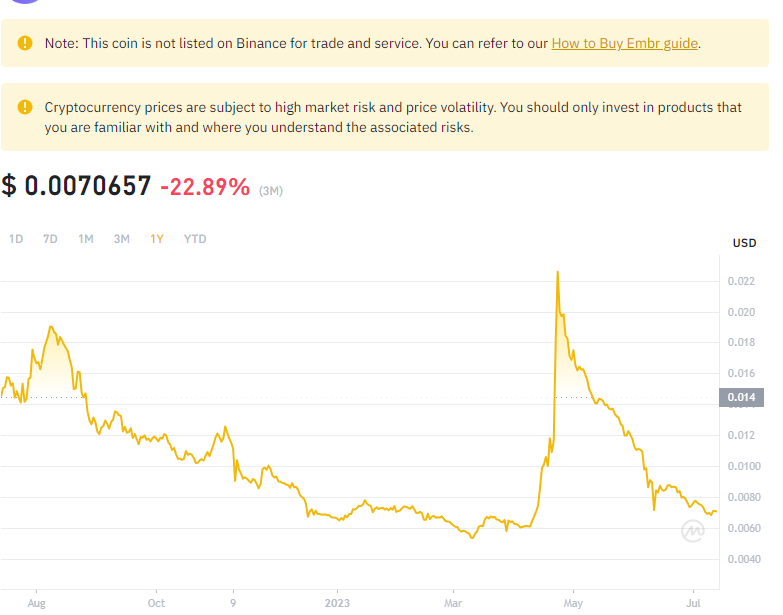 Note: This coin is not listed on Binance for trade and service. You can refer to our How to Buy Embr guide.
Cryptocurrency prices are subject to high market risk and price volatility. You should only invest in products that
you are familiar with and where you understand the associated risks.
$ 0.0070657 -22.89% (3M)
1D 7D 1M 3M 1Y YTD
USD
0.022
0.020
0.018
0.016
0.014
0.012
0.0100
0.0080
0.0060
0.0040
Aug Oct 9 2023 Mar May Jul